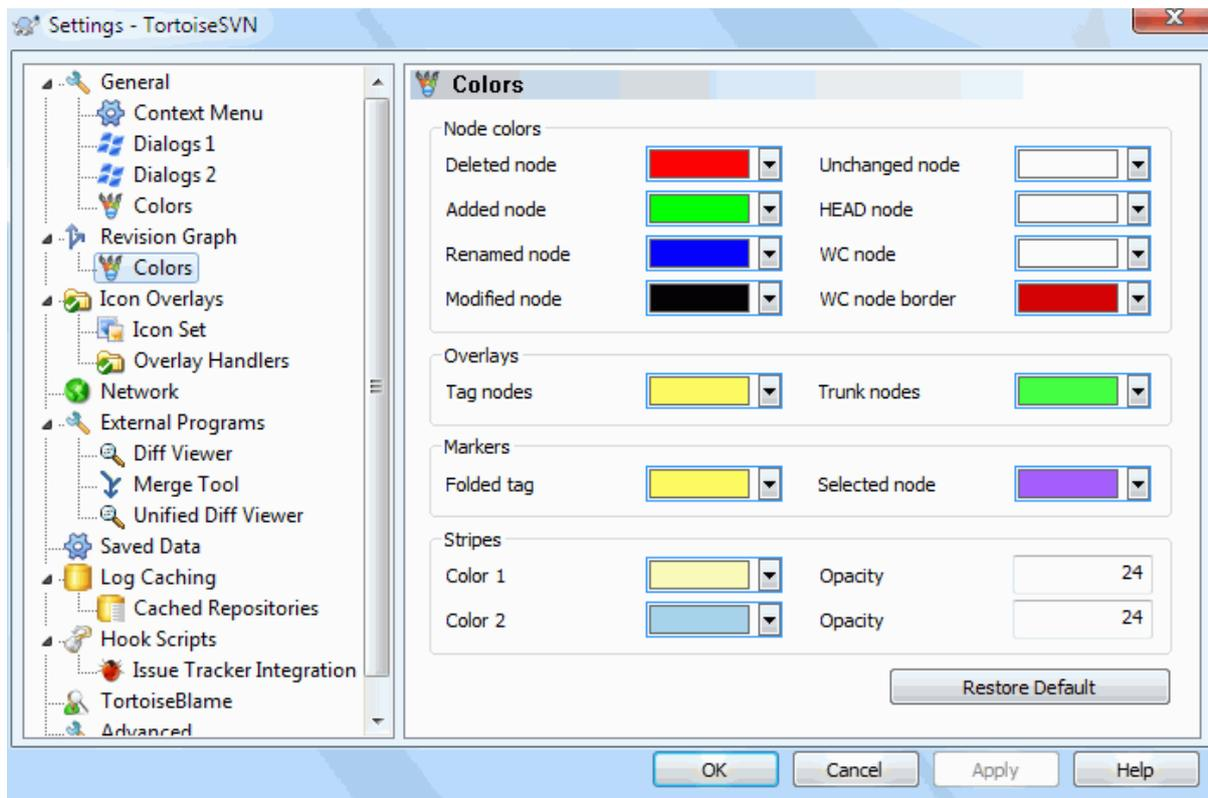 Settings - TortoiseSVN
X
General
Context Menu
Dialogs 1
Dialogs 2
Colors
Revision Graph
Colors
Icon Overlays
Icon Set
Overlay Handlers
Network
External Programs
Diff Viewer
Merge Tool
Unified Diff Viewer
Saved Data
Log Caching
Cached Repositories
Hook Scripts
Issue Tracker Integration
TortoiseBlame
Advanced
Colors
Node colors
Deleted node Unchanged node
Added node HEAD node
Renamed node WC node
Modified node WC node border
Overlays
Tag nodes Trunk nodes
Markers
Folded tag Selected node
Stripes
Color 1 Opacity 24
Color 2 Opacity 24
Restore Default
OK Cancel Apply Help